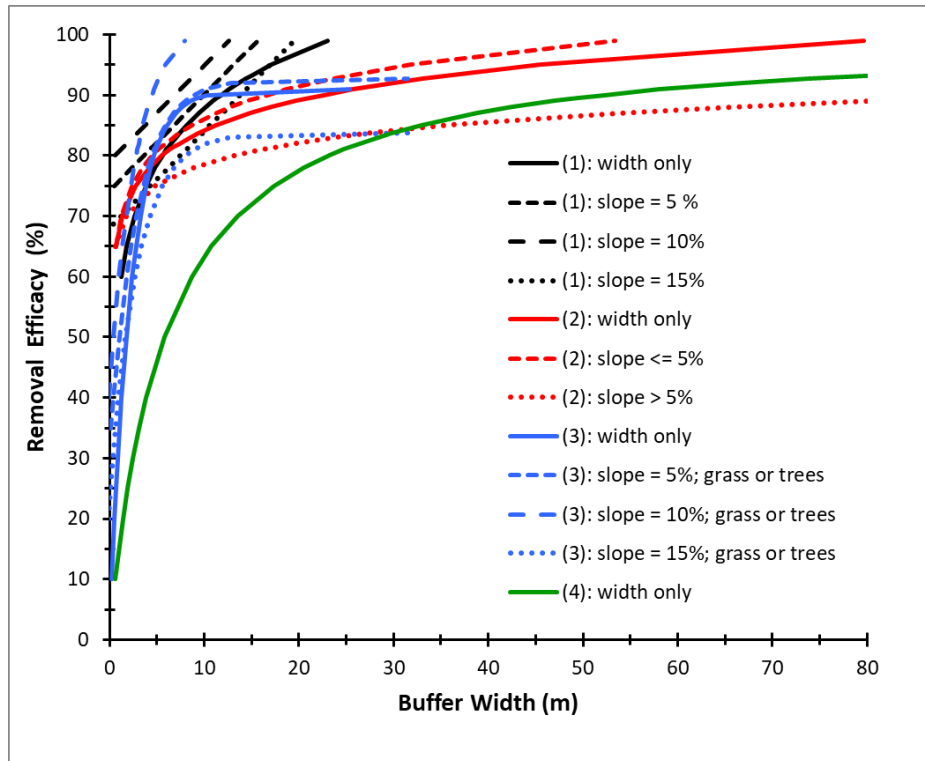 100
90
80
70
60
50
40
30
20
10
0
Removal Efficacy (%)
(1): width only
(1): slope = 5 %
(1): slope = 10%
(1): slope = 15%
(2): width only
(2): slope <= 5%
(2): slope > 5%
(3): width only
(3): slope = 5%; grass or trees
(3): slope = 10%; grass or trees
(3): slope = 15%; grass or trees
(4): width only
0 10 20 30 40 50 60 70 80
Buffer Width (m)